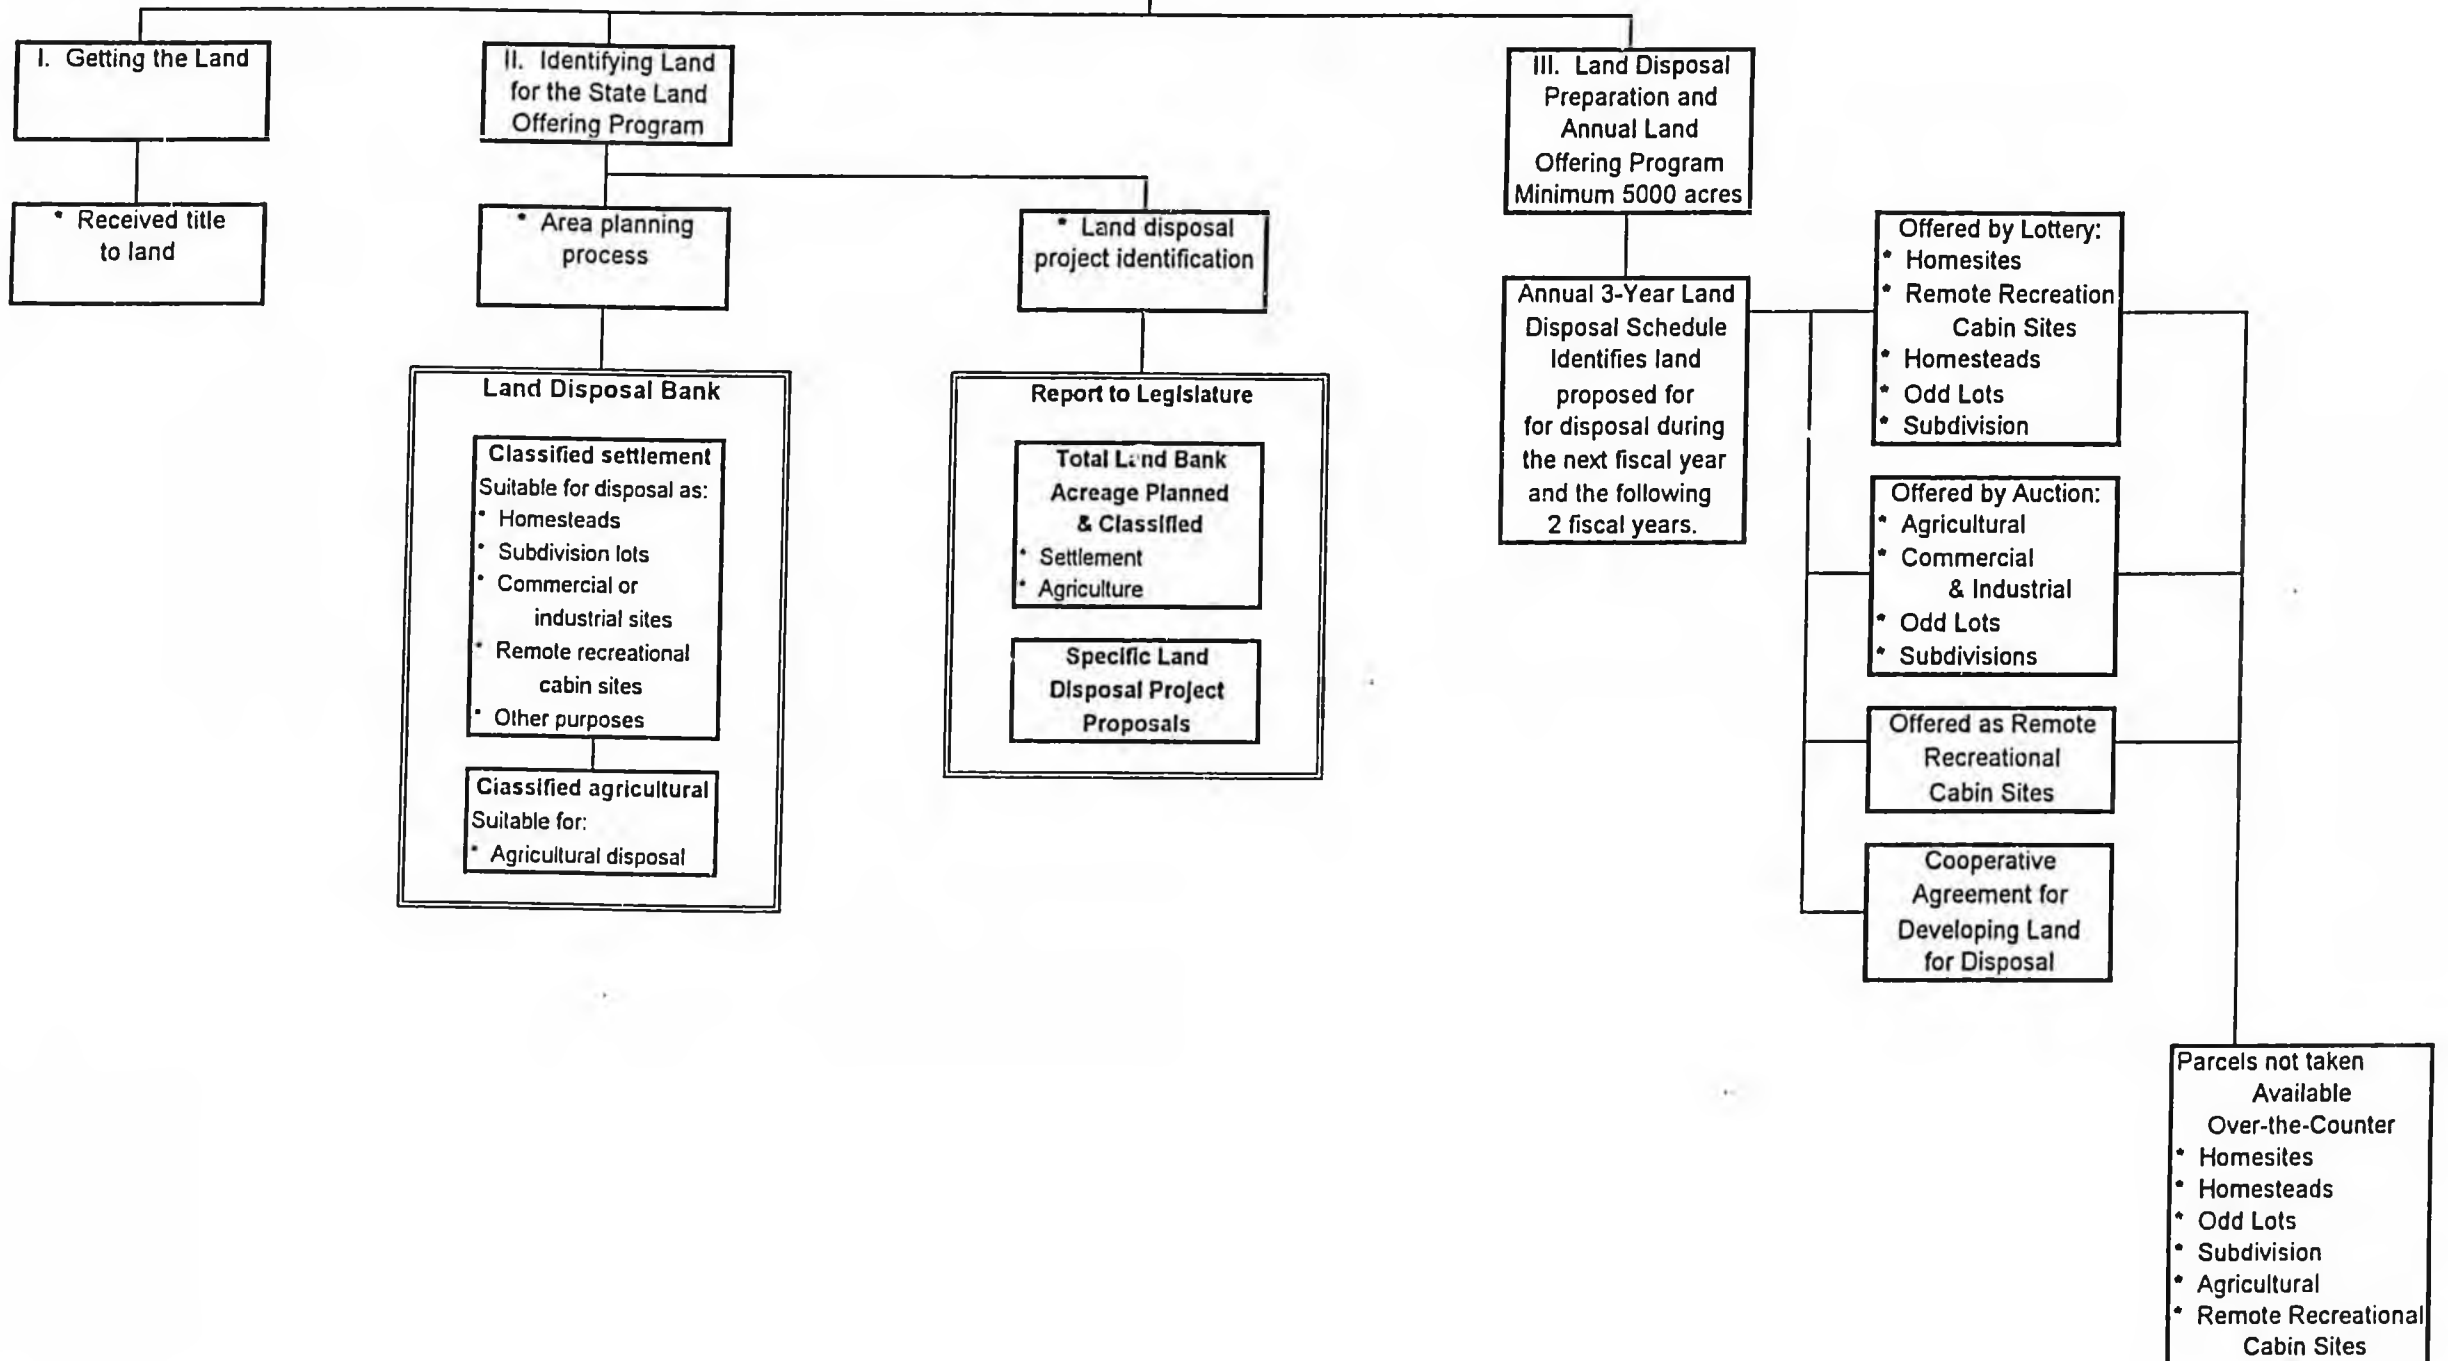 I. Getting the Land
* Received title
to land
II. Identifying Land
for the State Land
Offering Program
* Area planning
process
* Land disposal
project identification
Land Disposal Bank
Classified settlement
Suitable for disposal as:
* Homesteads
* Subdivision lots
* Commercial or
industrial sites
* Remote recreational
cabin sites
* Other purposes
Classified agricultural
Suitable for:
* Agricultural disposal
Report to Legislature
Total Land Bank
Acreage Planned
& Classified
* Settlement
* Agriculture
Specific Land
Disposal Project
Proposals
III. Land Disposal
Preparation and
Annual Land
Offering Program
Minimum 5000 acres
Annual 3-Year Land
Disposal Schedule
Identifies land
proposed for
for disposal during
the next fiscal year
and the following
2 fiscal years.
Offered by Lottery:
* Homesites
* Remote Recreation
Cabin Sites
* Homesteads
* Odd Lots
* Subdivision
Offered by Auction:
* Agricultural
* Commercial
& Industrial
* Odd Lots
* Subdivisions
Offered as Remote
Recreational
Cabin Sites
Cooperative
Agreement for
Developing Land
for Disposal
Parcels not taken
Available
Over-the-Counter
* Homesites
* Homesteads
* Odd Lots
* Subdivision
* Agricultural
* Remote Recreational
Cabin Sites